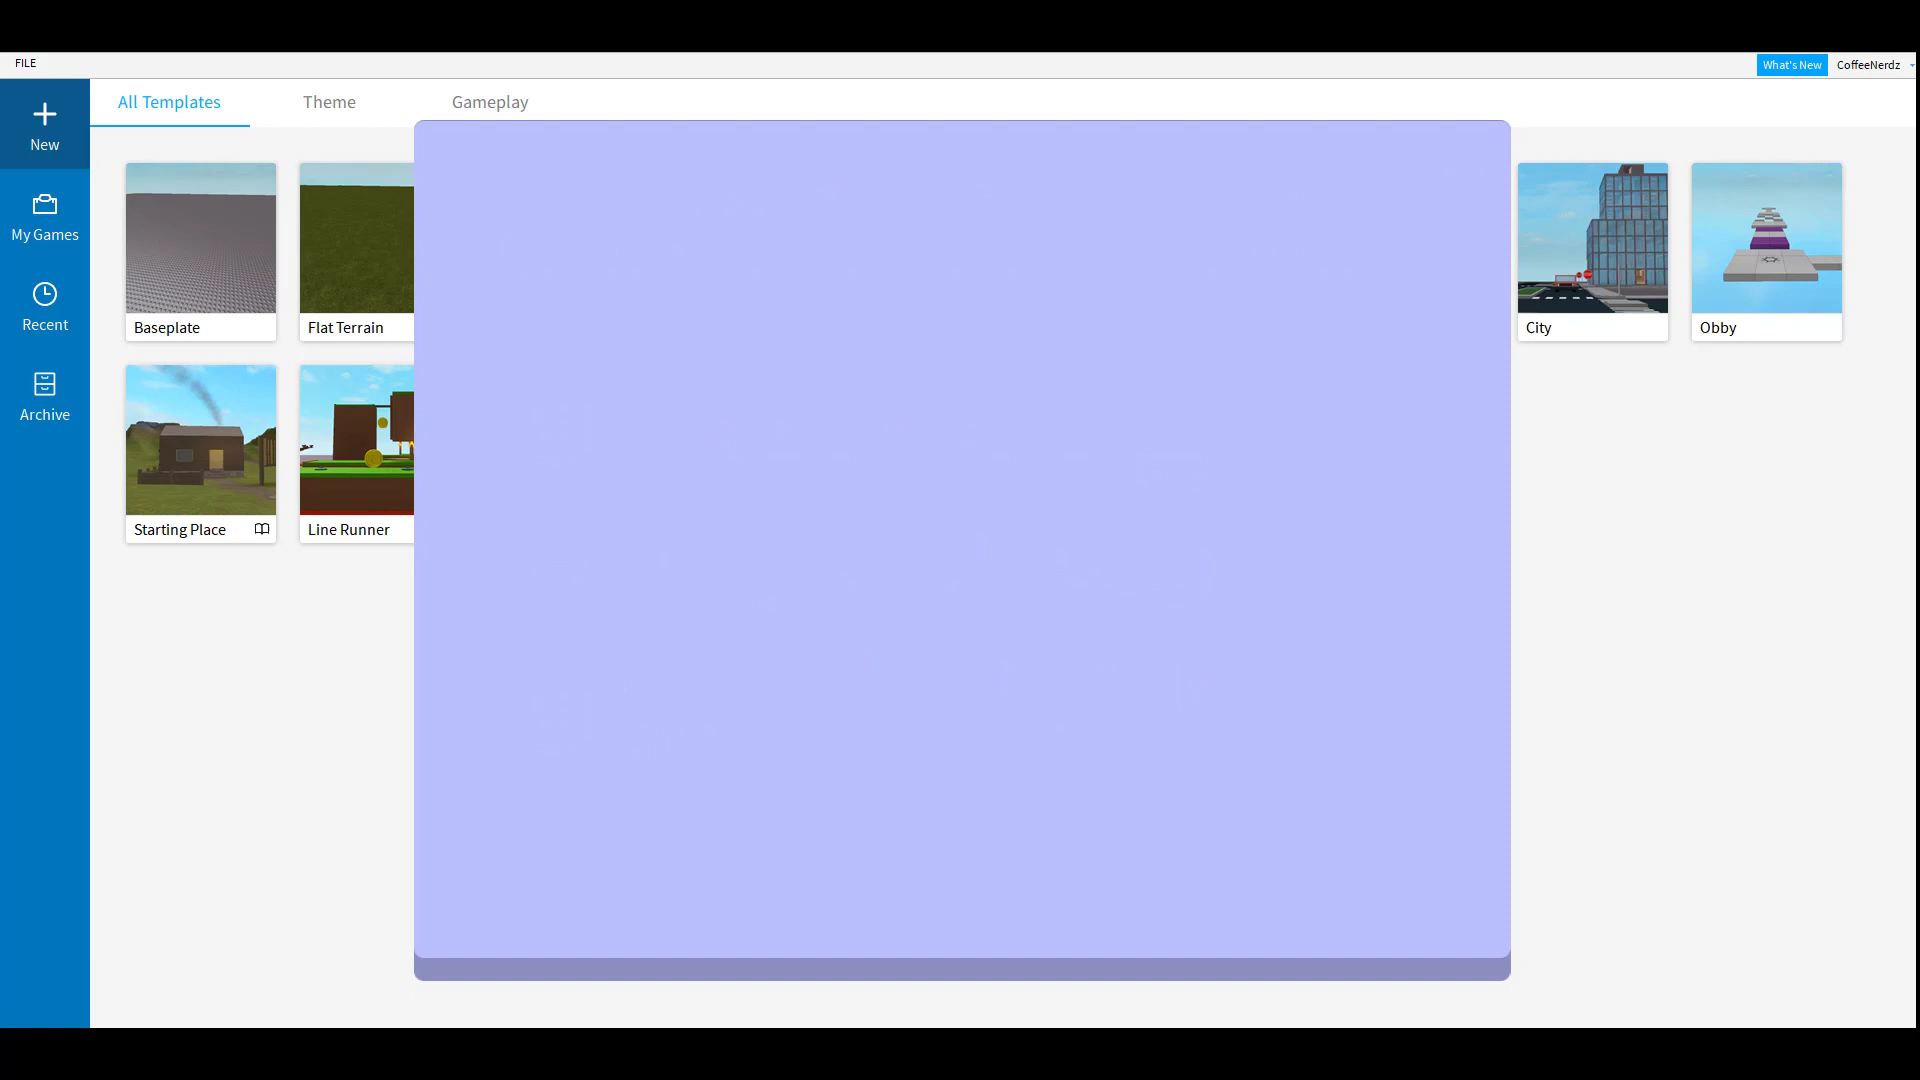 FILE
What's New
CoffeeNerdz
All Templates
Theme
Gameplay
New
My Games
Recent
Archive
Baseplate
Flat Terrain
City
Obby
Starting Place
Line Runner